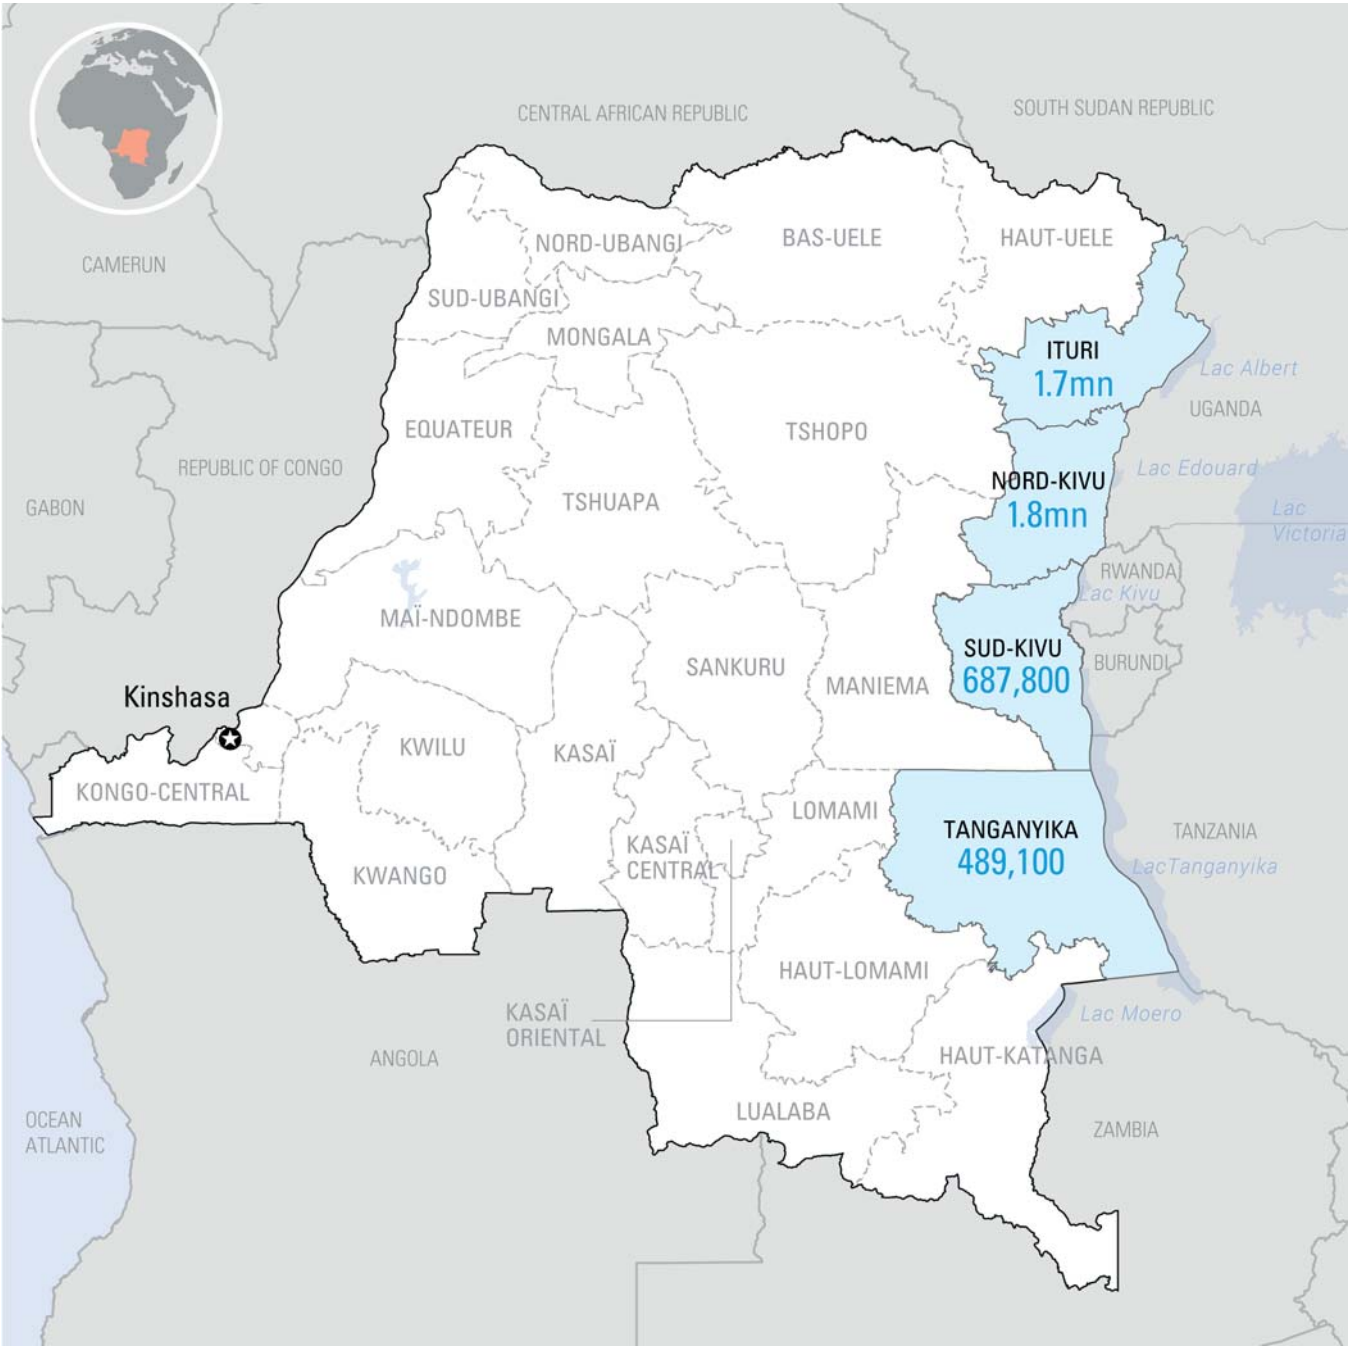 CENTRAL AFRICAN REPUBLIC
SOUTH SUDAN REPUBLIC
CAMERUN
NORD-UBANGI
BAS-UELE
HAUT-UELE
SUD-UBANGI
MONGALA
ITURI
1.7mn
Lac Albert
UGANDA
EQUATEUR
TSHOPO
REPUBLIC OF CONGO
Lac Edouard
NORD-KIVU
1.8mn
GABON
TSHUAPA
Lac
Victoria
RWANDA
Lac Kivu
MAÏ-NDOMBE
SUD-KIVU
687,800
BURUNDI
SANKURU
MANIEMA
Kinshasa
KWILU
KASAÏ
KONGO-CENTRAL
LOMAMI
TANGANYIKA
489,100
TANZANIA
KASAÏ
CENTRAL
LacTanganyika
KWANGO
HAUT-LOMAMI
KASAÏ
ORIENTAL
Lac Moero
ANGOLA
HAUT-KATANGA
LUALABA
OCEAN
ATLANTIC
ZAMBIA